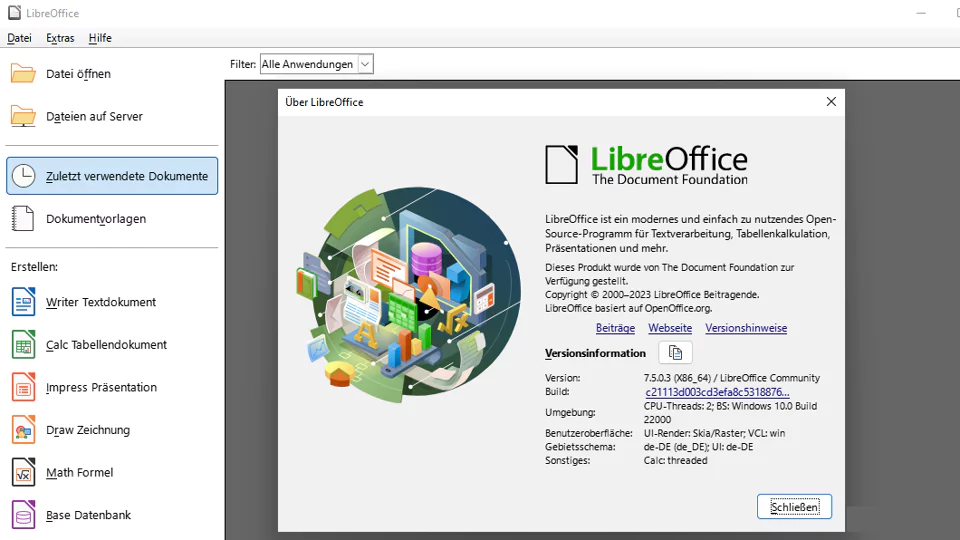 LibreOffice
Datei Extras Hilfe
Filter: Alle Anwendungen
Datei öffnen
Dateien auf Server
Zuletzt verwendete Dokumente
Dokumentvorlagen
Erstellen:
Writer Textdokument
Calc Tabellendokument
Impress Präsentation
Draw Zeichnung
Math Formel
Base Datenbank
Über LibreOffice
LibreOffice
The Document Foundation
LibreOffice ist ein modernes und einfach zu nutzendes Open-
Source-Programm für Textverarbeitung, Tabellenkalkulation,
Präsentationen und mehr.
Dieses Produkt wurde von The Document Foundation zur
Verfügung gestellt.
Copyright © 2000–2023 LibreOffice Beitragende.
LibreOffice basiert auf OpenOffice.org.
Beiträge Webseite Versionshinweise
Versionsinformation
Version: 7.5.0.3 (X86_64) / LibreOffice Community
Build: c21113d003cd3efa8c5318876...
Umgebung: CPU-Threads: 2; BS: Windows 10.0 Build
22000
Benutzeroberfläche: UI-Render: Skia/Raster; VCL: win
Gebietsschema: de-DE (de_DE); UI: de-DE
Sonstiges: Calc: threaded
Schließen